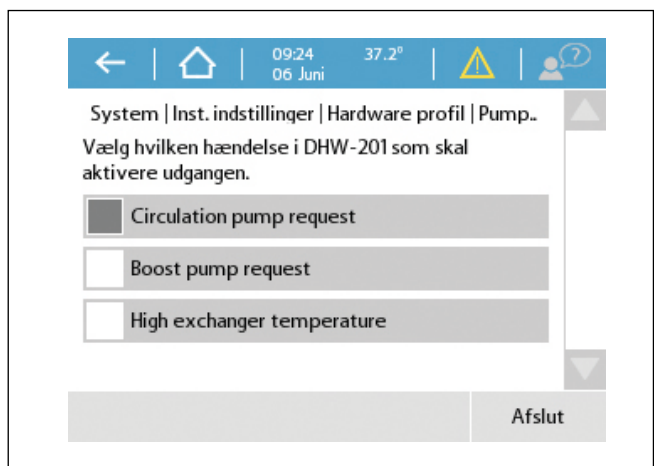 09:24 37.2°
06 Juni
?
System | Inst. indstillinger | Hardware profil | Pump..
Vælg hvilken hændelse i DHW-201 som skal
aktivere udgangen.
Circulation pump request
Boost pump request
High exchanger temperature
Afslut